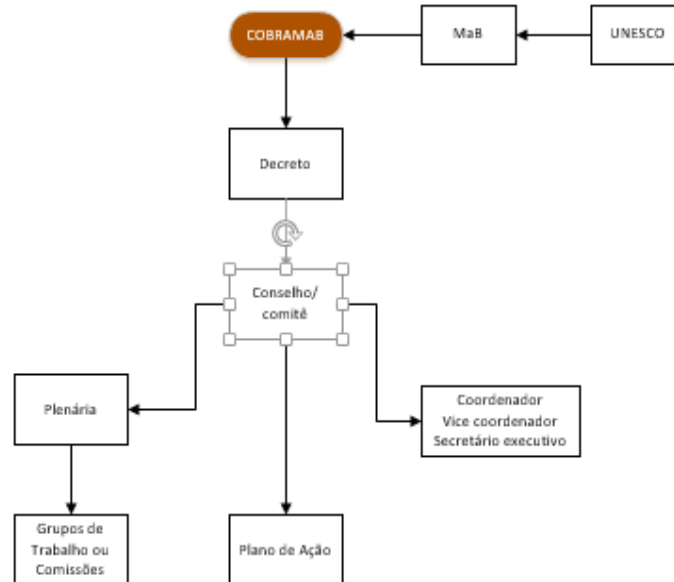 COBRAMAB
MaB
UNESCO
Decreto
Conselho/
comitê
Plenária
Coordenador
Vice coordenador
Secretário executivo
Grupos de
Trabalho ou
Comissões
Plano de Ação